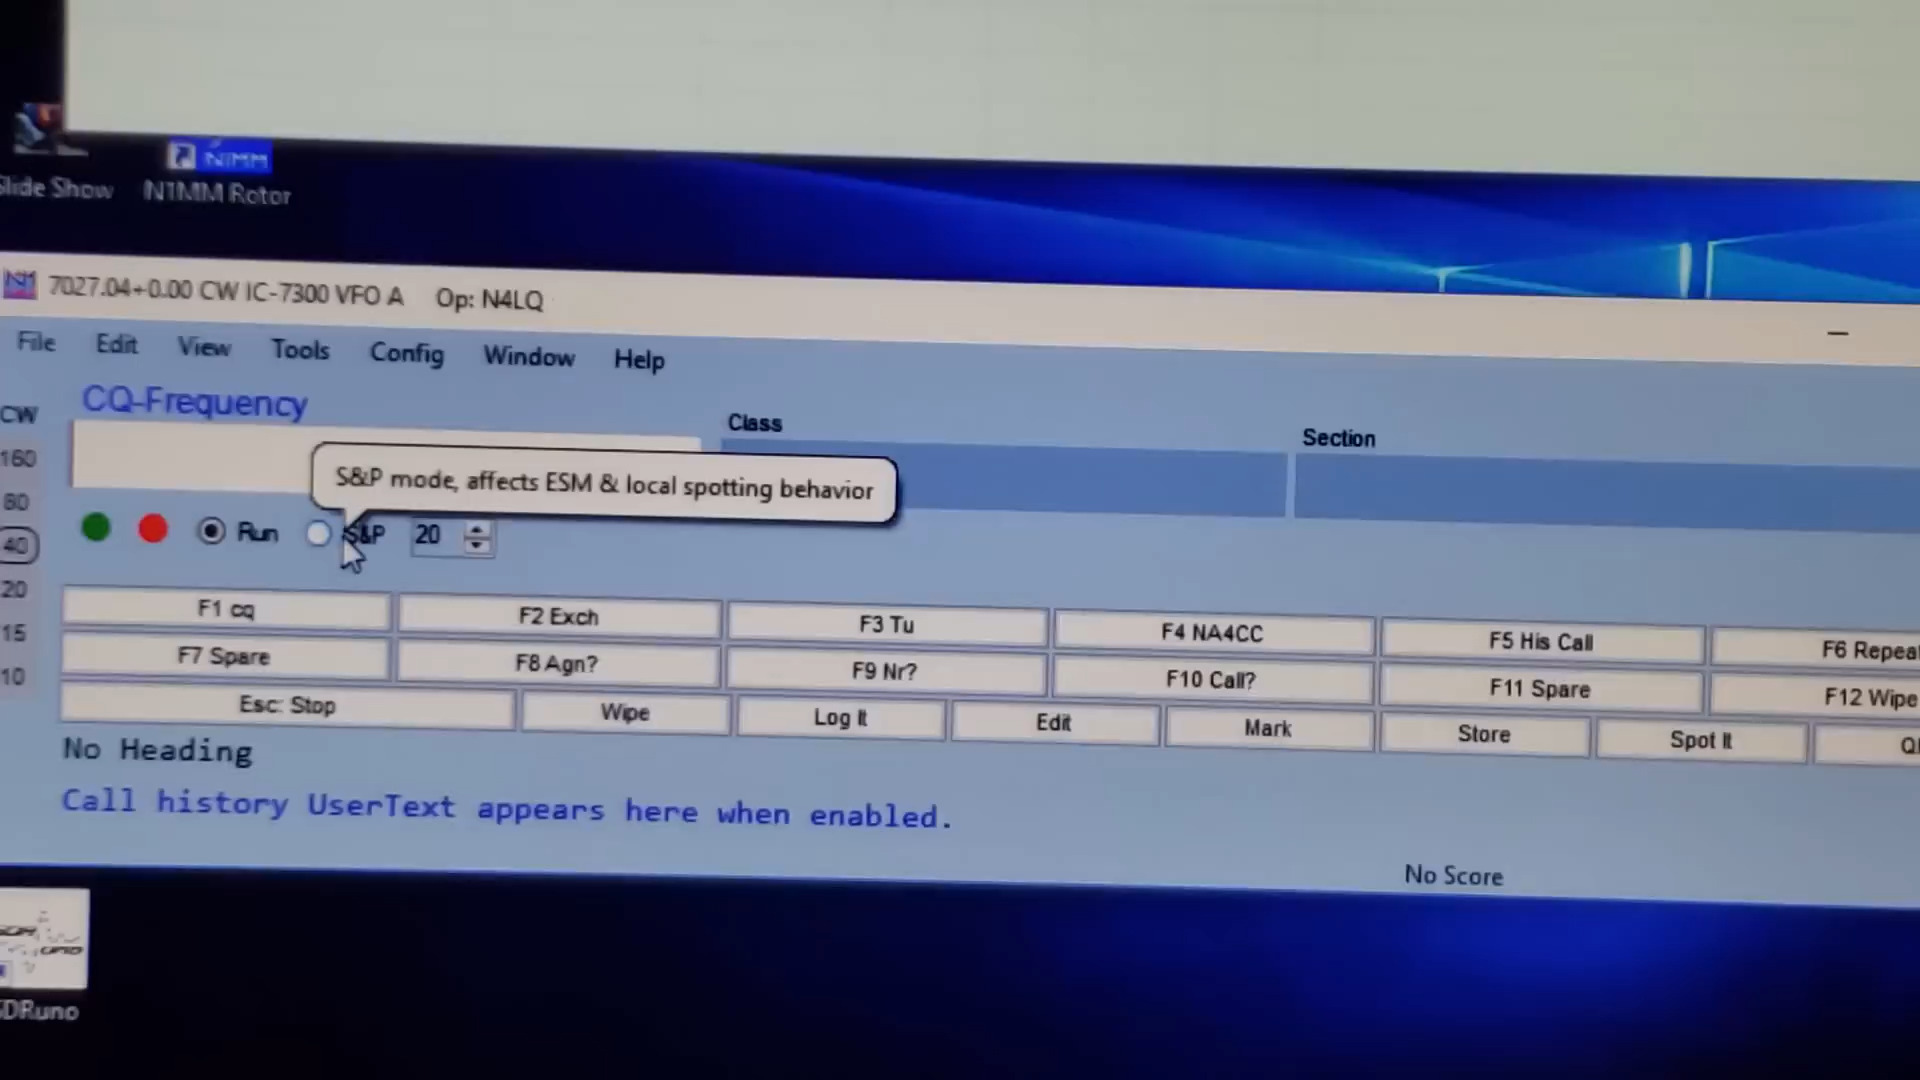 N1MM
Slide Show
N1MM Rotor
7027.04+0.00 CW IC-7300 VFO A Op: N4LQ
File Edit View Tools Config Window Help
CW
CQ-Frequency
Class
Section
160
S&P mode, affects ESM & local spotting behavior
80
Run S&P 20
40
20
F1 cq F2 Exch F3 Tu F4 NA4CC F5 His Call F6 Repeat
15
F7 Spare F8 Agn? F9 Nr? F10 Call? F11 Spare F12 Wipe
10
Esc: Stop Wipe Log It Edit Mark Store Spot It
No Heading
Call history UserText appears here when enabled.
No Score
SDRuno